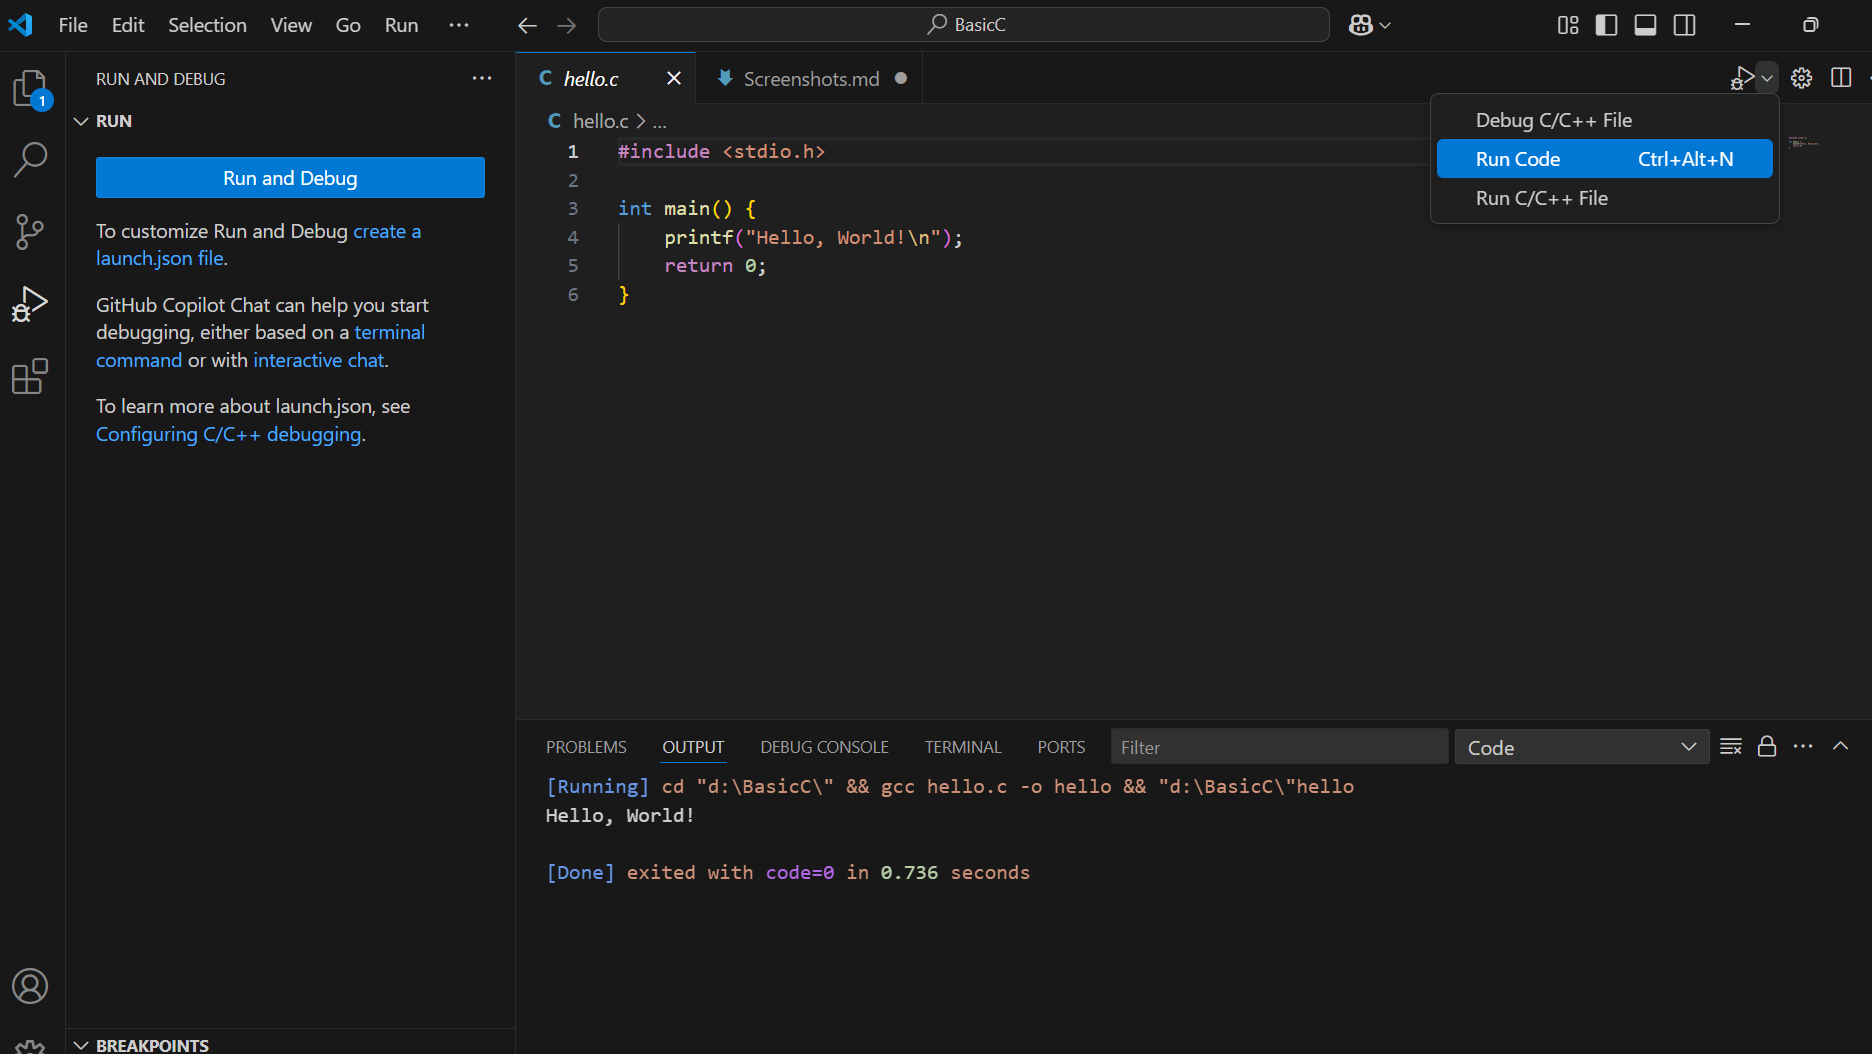 File Edit Selection View Go Run ···
BasicC
RUN AND DEBUG ···
RUN
Run and Debug
To customize Run and Debug create a
launch.json file.
GitHub Copilot Chat can help you start
debugging, either based on a terminal
command or with interactive chat.
To learn more about launch.json, see
Configuring C/C++ debugging.
BREAKPOINTS
1
C hello.c
Screenshots.md
C hello.c > ...
1 #include <stdio.h>
2
3 int main() {
4 printf("Hello, World!\n");
5 return 0;
6 }
Debug C/C++ File
Run Code Ctrl+Alt+N
Run C/C++ File
PROBLEMS OUTPUT DEBUG CONSOLE TERMINAL PORTS Filter Code
[Running] cd "d:\BasicC\" && gcc hello.c -o hello && "d:\BasicC\"hello
Hello, World!
[Done] exited with code=0 in 0.736 seconds